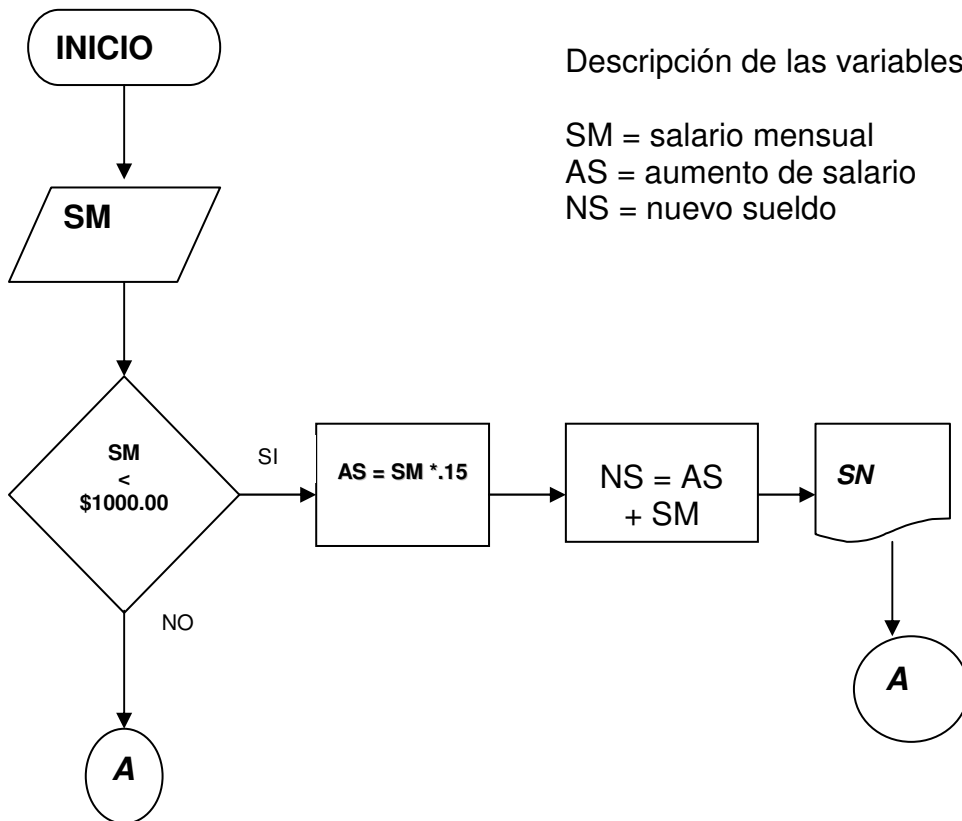 INICIO
Descripción de las variables
SM = salario mensual
AS = aumento de salario
NS = nuevo sueldo
SM
SM
<
$1000.00
SI
AS = SM *.15
NS = AS
+ SM
SN
NO
A
A